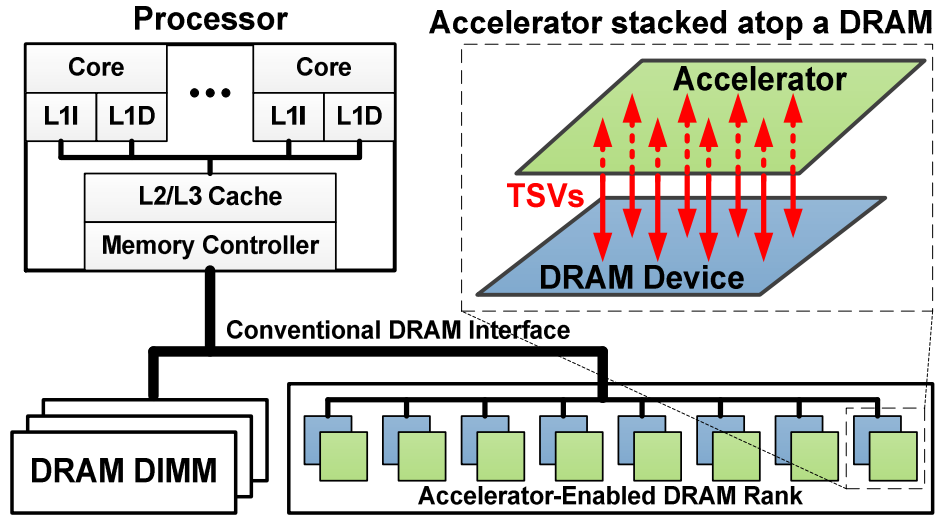 Processor
Core
Core
L1I
L1D
L1I
L1D
L2/L3 Cache
Memory Controller
Accelerator stacked atop a DRAM
Accelerator
TSVs
DRAM Device
Conventional DRAM Interface
DRAM DIMM
Accelerator-Enabled DRAM Rank